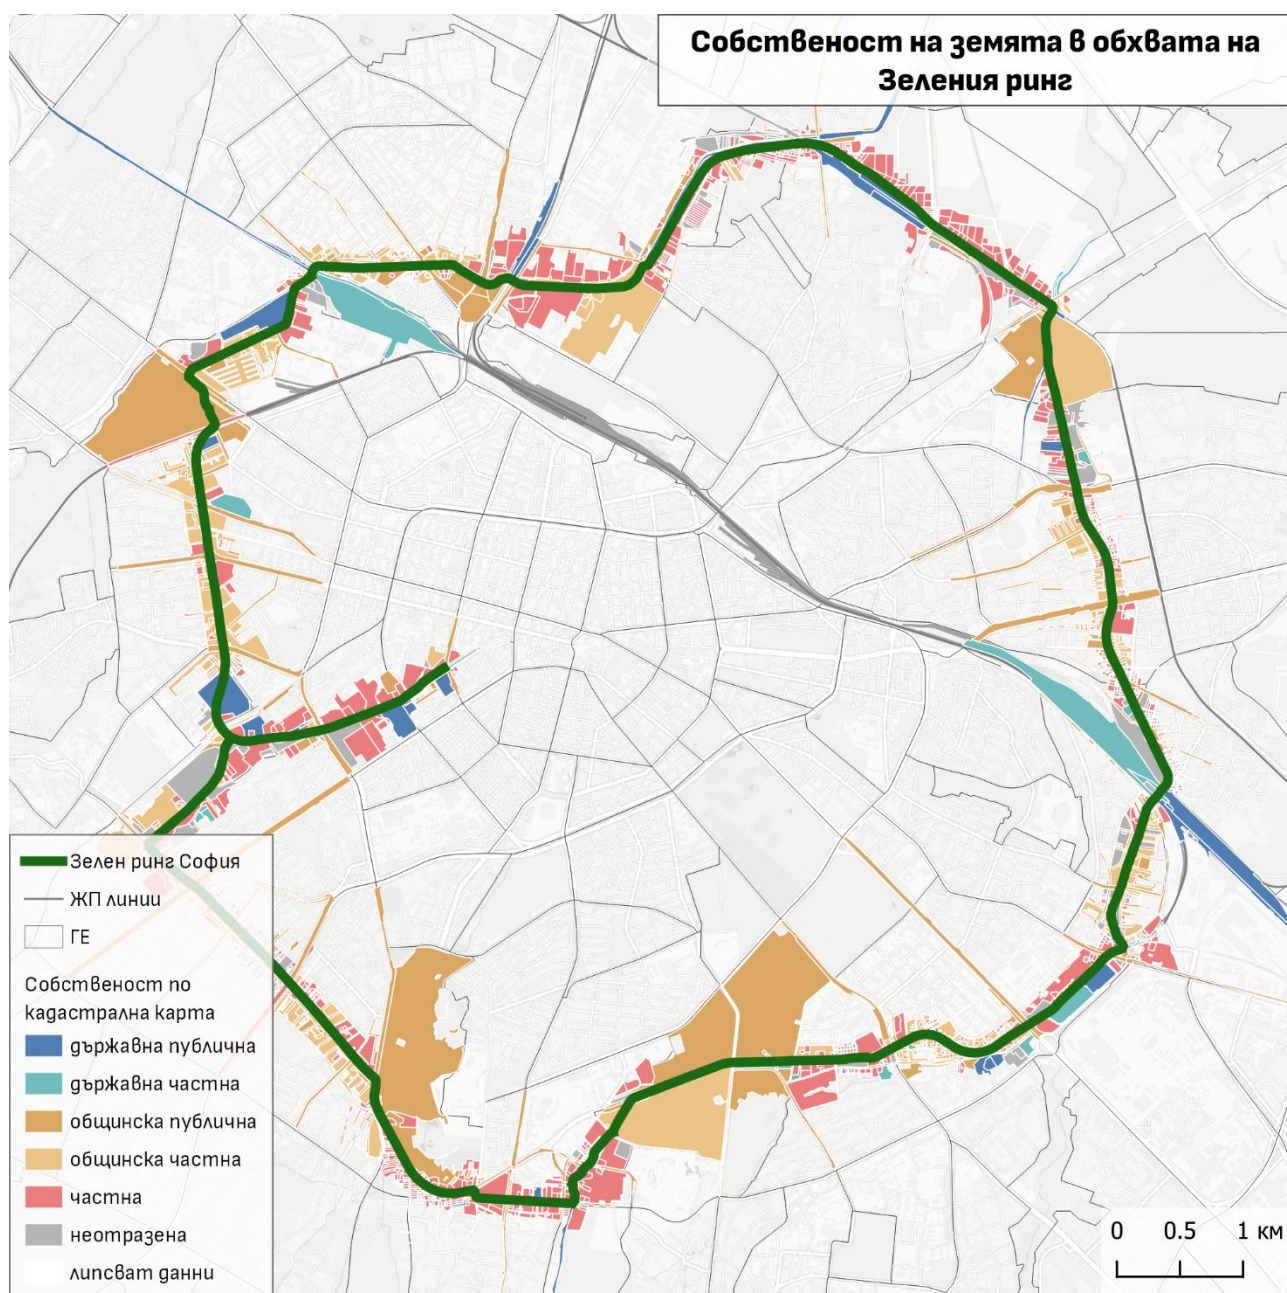 Собственост на земята в обхвата на
Зеления ринг
Зелен ринг София
ЖП линии
ГЕ
Собственост по
кадастрална карта
държавна публична
държавна частна
общинска публична
общинска частна
частна
неотразена
липсват данни
0 0.5 1 км